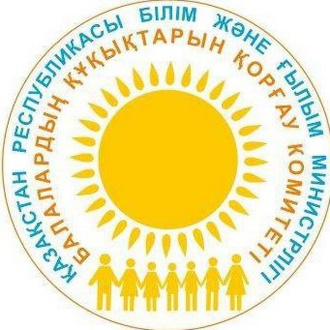 ҚАЗАҚСТАН РЕСПУБЛИКАСЫ БІЛІМ ЖӘНЕ ҒЫЛЫМ МИНИСТРЛІГІ
БАЛАЛАРДЫҢ ҚҰҚЫҚТАРЫН ҚОРҒАУ КОМИТЕТІ